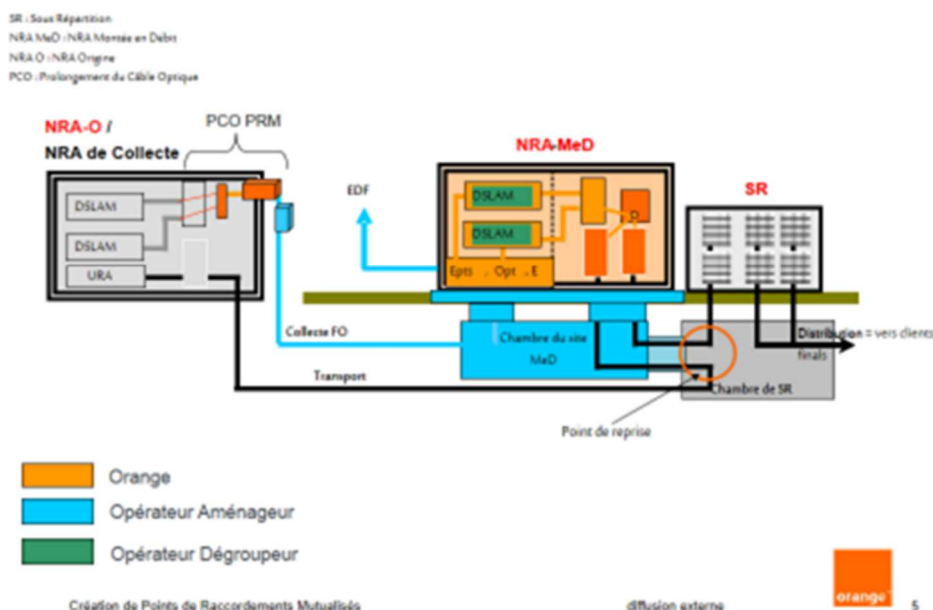 SR : Sous Répartition
NRA MeD : NRA Montée en Débit
NRA O : NRA Origine
PCO : Prolongement du Câble Optique
NRA-O /
NRA de Collecte
PCO PRM
NRA-MeD
SR
EDF
DSLAM
DSLAM
URA
DSLAM
DSLAM
Epts . Opt . E
Collecte FO
Chambre du site
MeD
Distribution = vers clients
finals
Transport
Chambre de SR
Point de reprise
Orange
Opérateur Aménageur
Opérateur Dégroupeur
Création de Points de Raccordements Mutualisés
diffusion externe
orange
5